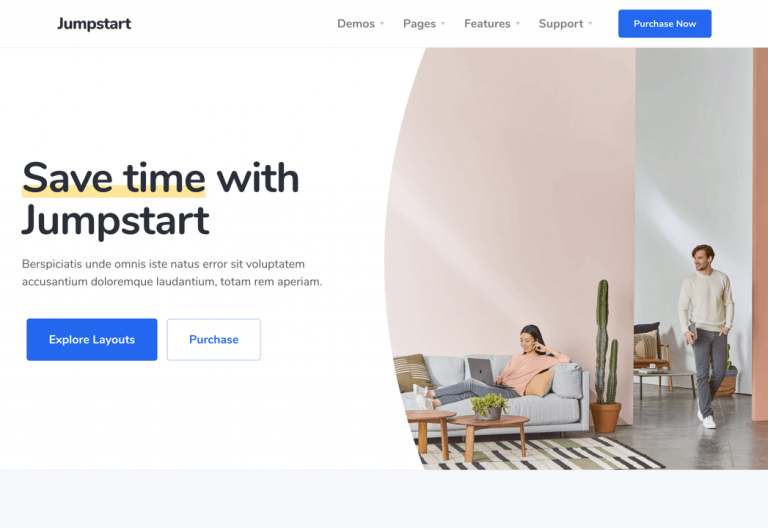 Jumpstart
Demos Pages Features Support Purchase Now
Save time with
Jumpstart
Berspiciatis unde omnis iste natus error sit voluptatem
accusantium doloremque laudantium, totam rem aperiam.
Explore Layouts Purchase